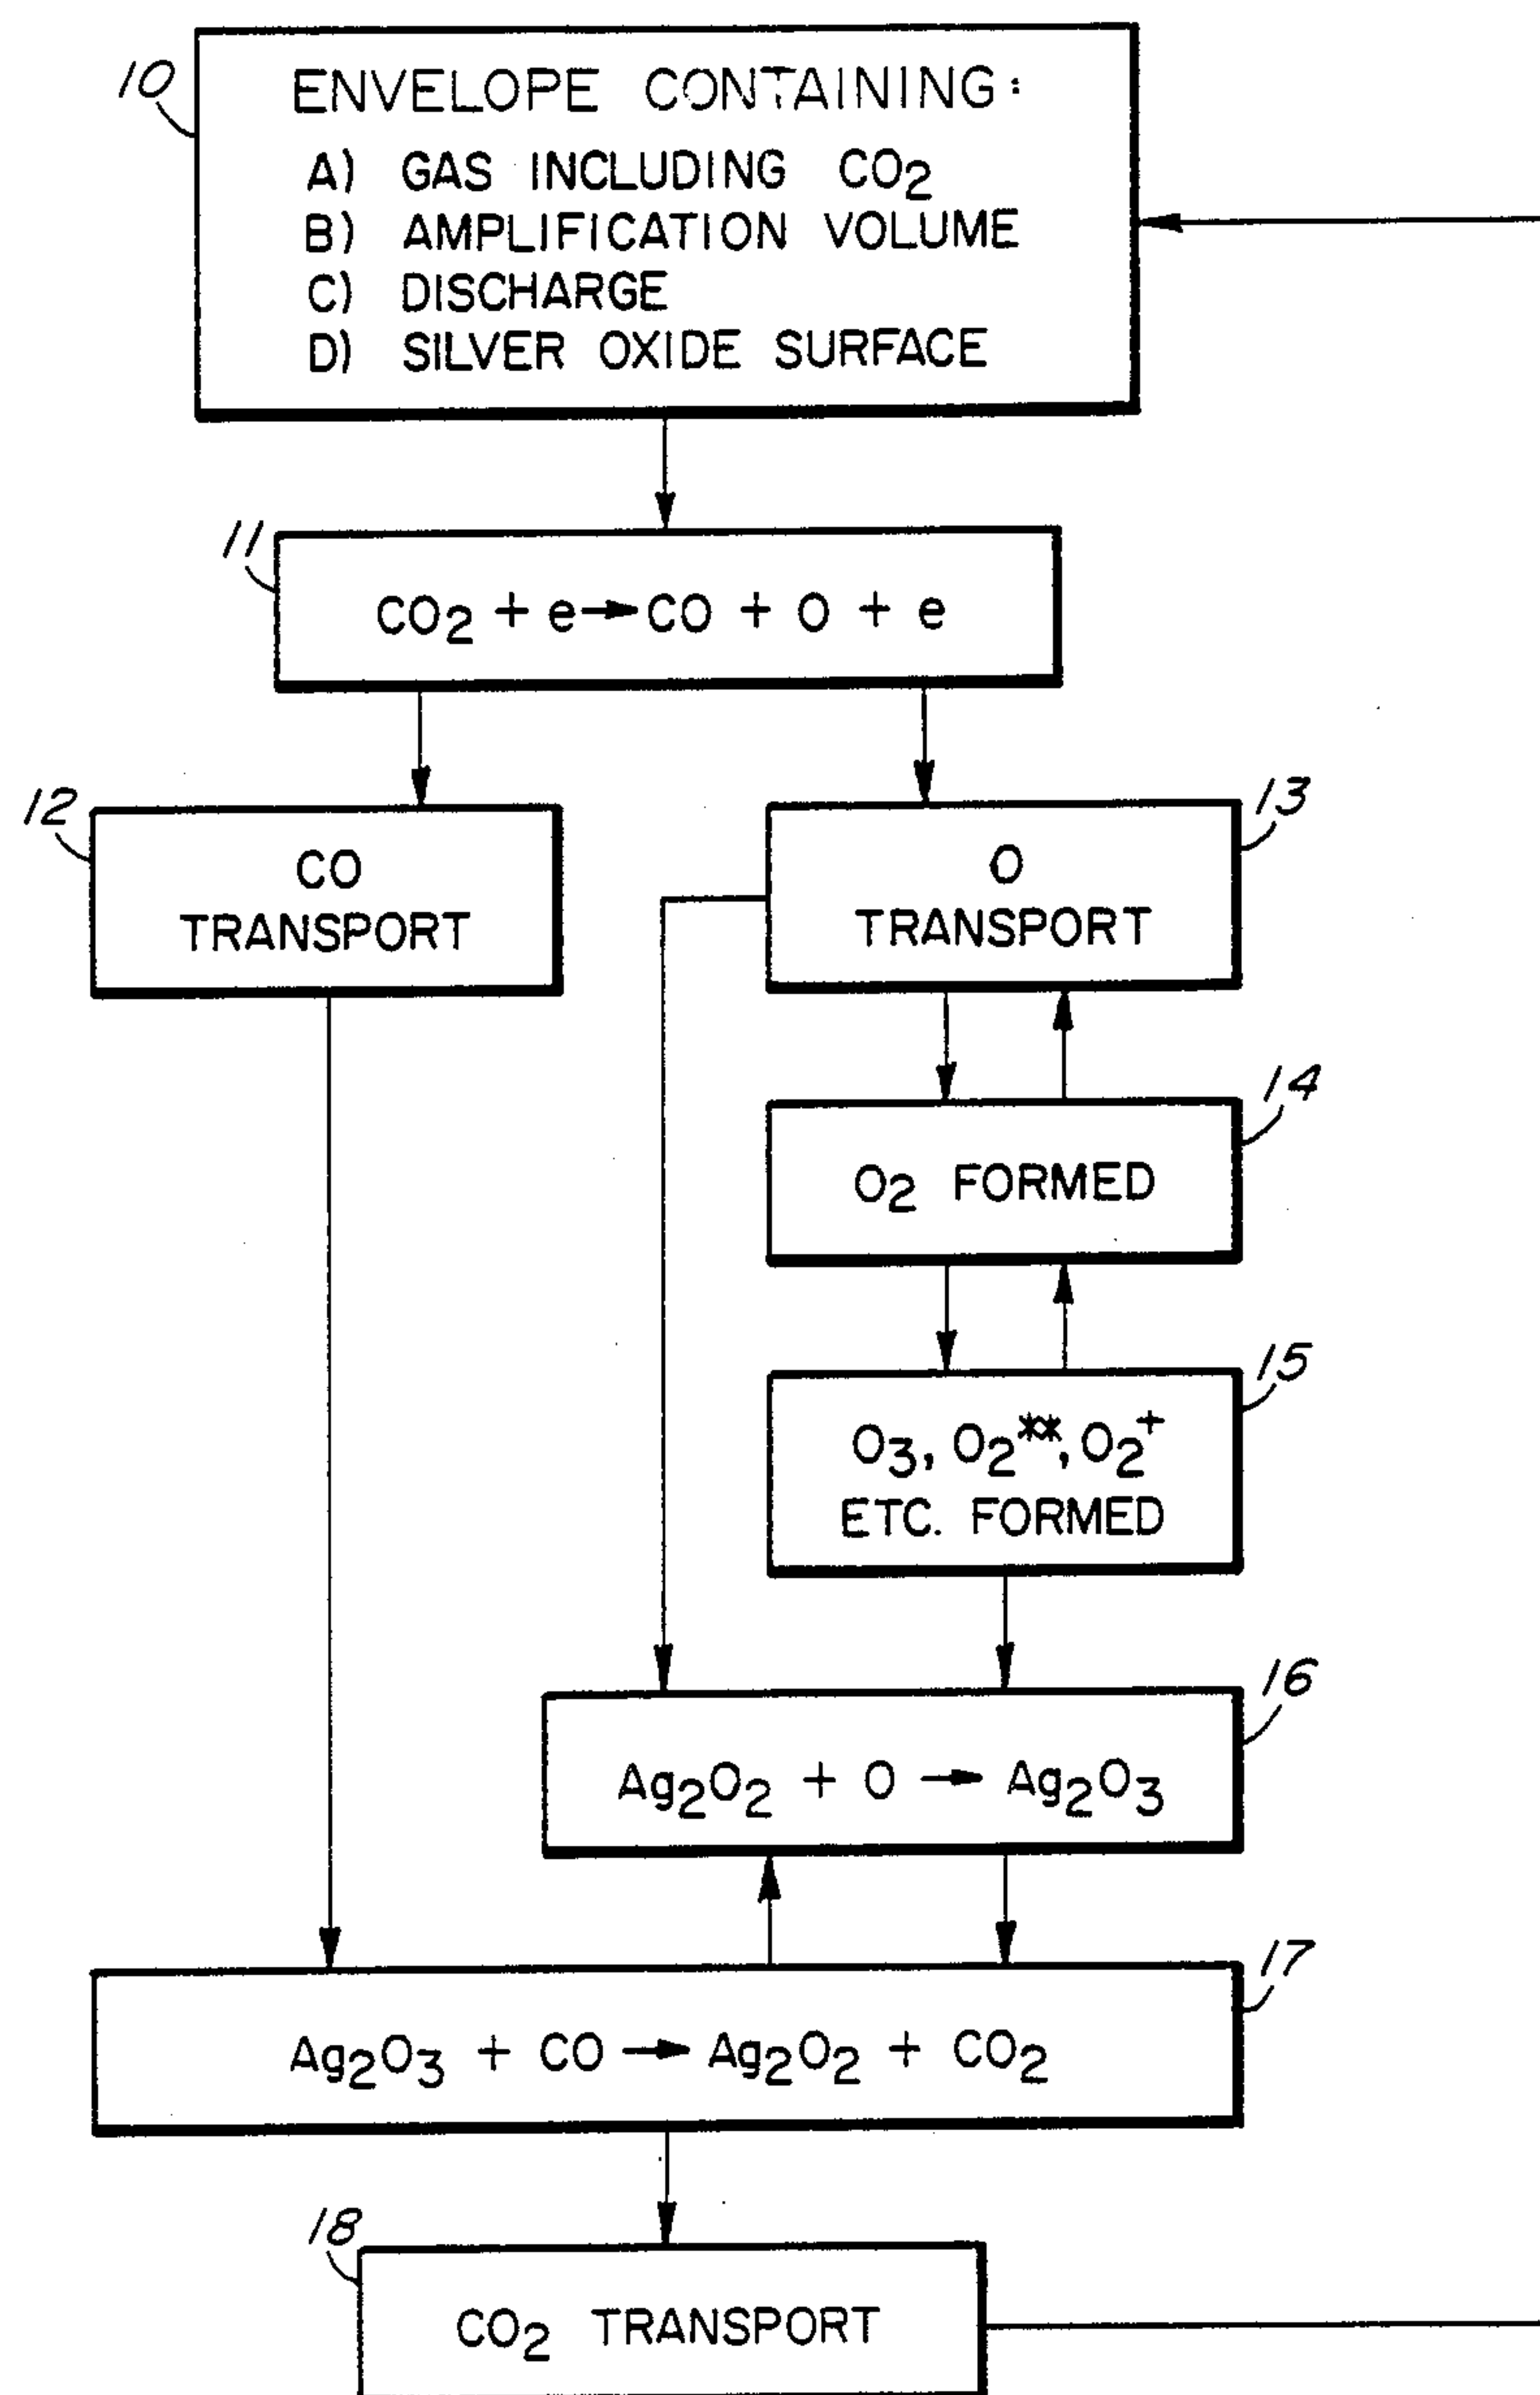 10
ENVELOPE CONTAINING:
A) GAS INCLUDING CO2
B) AMPLIFICATION VOLUME
C) DISCHARGE
D) SILVER OXIDE SURFACE
11
CO2 + e → CO + O + e
12
CO
TRANSPORT
13
O
TRANSPORT
14
O2 FORMED
15
O3, O2**, O2+
ETC. FORMED
16
Ag2O2 + O → Ag2O3
17
Ag2O3 + CO → Ag2O2 + CO2
18
CO2 TRANSPORT